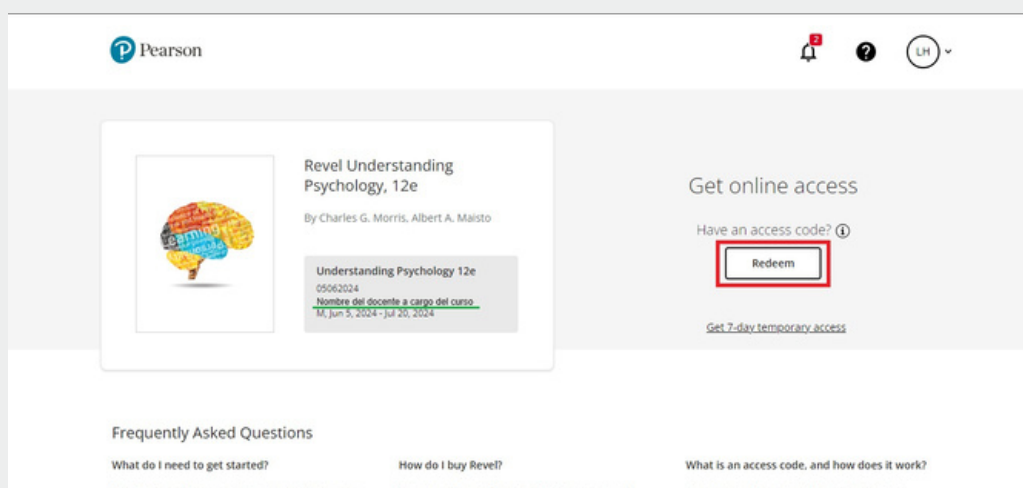 Pearson
2
LH
Revel Understanding
Psychology, 12e
By Charles G. Morris, Albert A. Maisto
Learning
Understanding Psychology 12e
05062024
Nombre del docente a cargo del curso
M, Jun 5, 2024 - Jul 20, 2024
Get online access
Have an access code?
Redeem
Get 7-day temporary access
Frequently Asked Questions
What do I need to get started?
How do I buy Revel?
What is an access code, and how does it work?